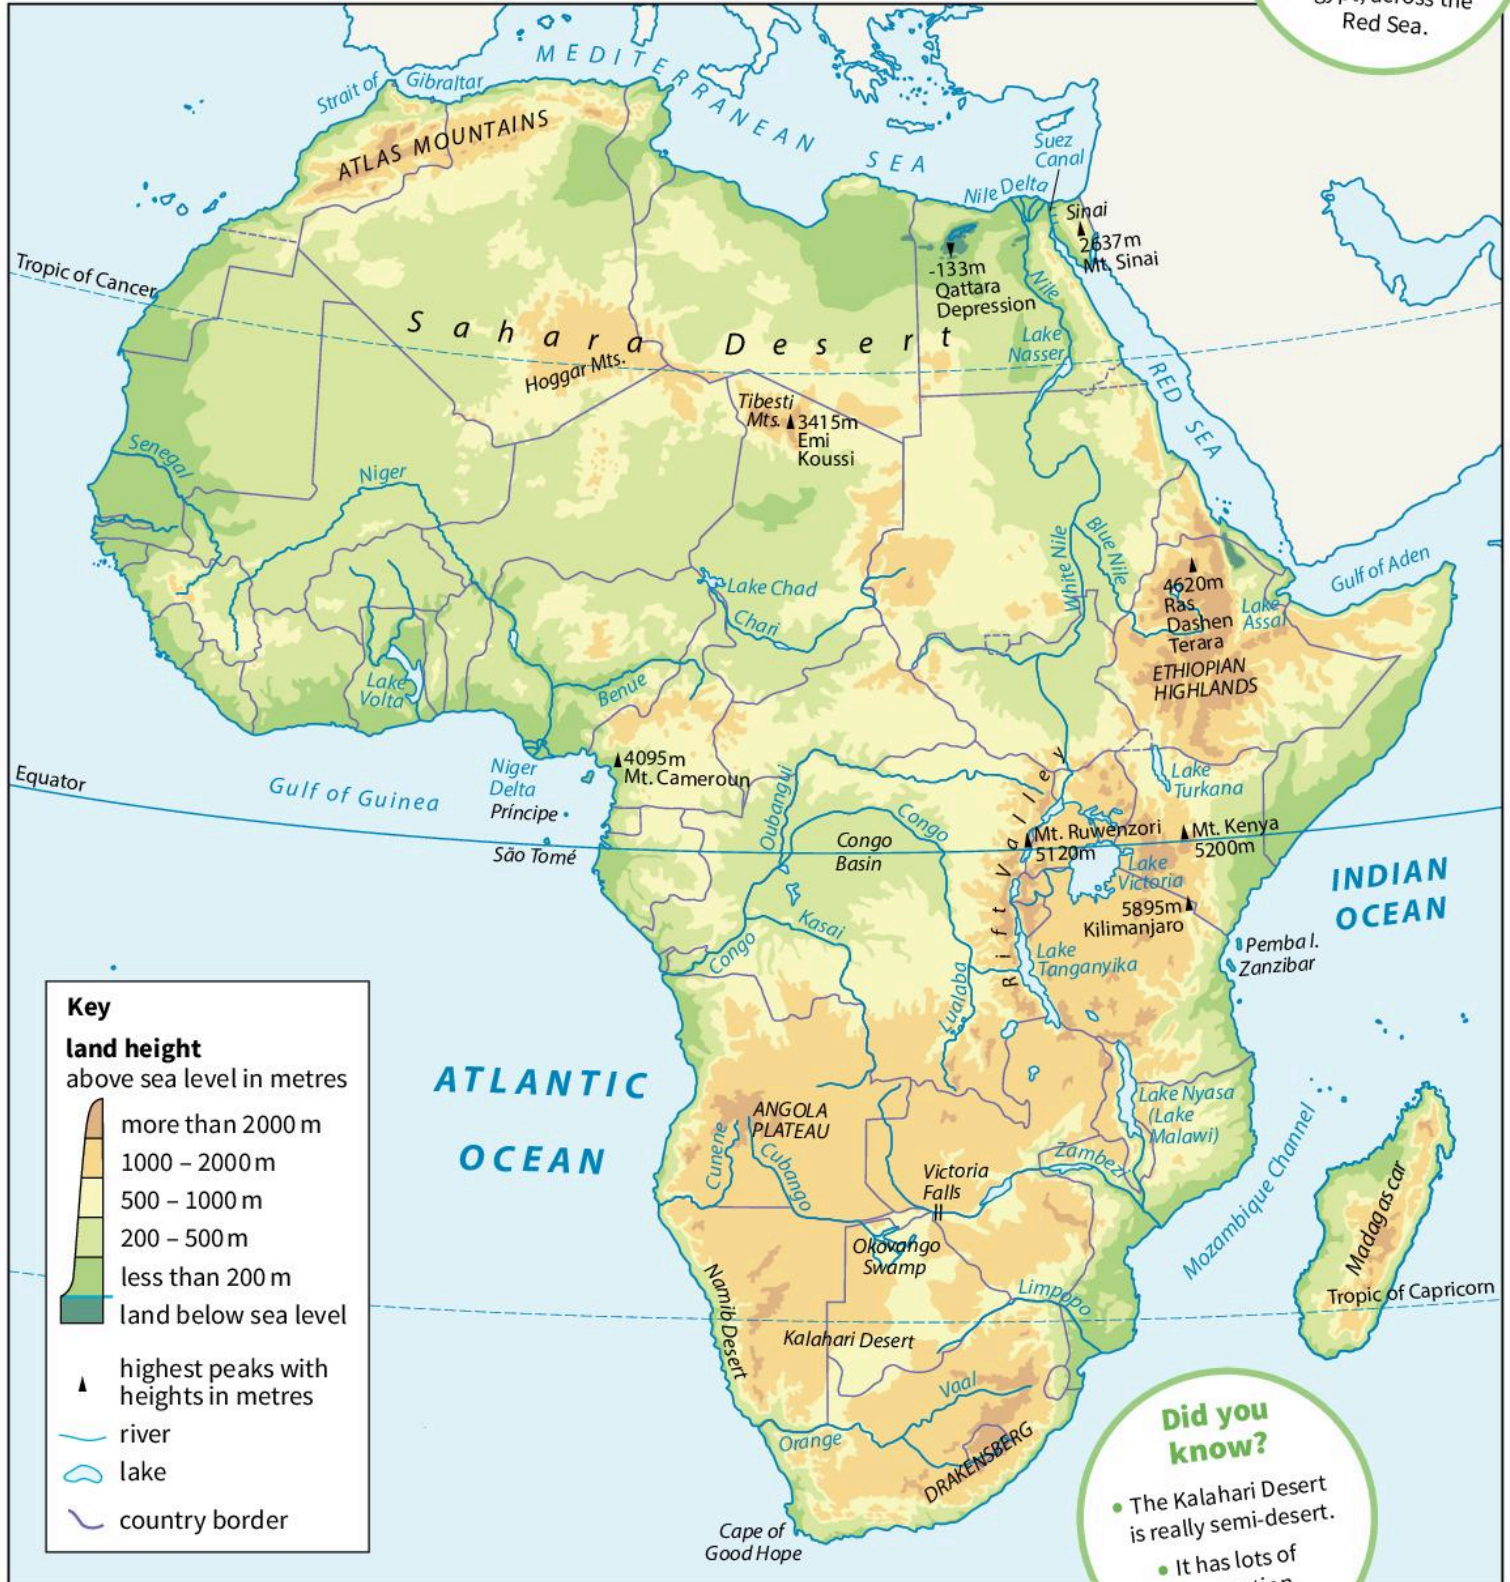 across the
Red Sea.
MEDITERRANEAN SEA
Strait of Gibraltar
ATLAS MOUNTAINS
Suez
Canal
Nile Delta
Sinai
2637m
Mt. Sinai
-133m
Qattara
Depression
Nile
Tropic of Cancer
Sahara Desert
Lake
Nasser
Hoggar Mts.
RED SEA
Tibesti
Mts.
3415m
Emi
Koussi
Senegal
Niger
White Nile
Blue Nile
Gulf of Aden
4620m
Ras
Dashen
Terara
Lake
Assal
Lake Chad
Chari
ETHIOPIAN
HIGHLANDS
Lake
Volta
Benue
4095m
Mt. Cameroun
Niger
Delta
Príncipe
São Tomé
Equator
Gulf of Guinea
Oubangui
Congo
Congo
Basin
Rift Valley
Lake
Turkana
Mt. Ruwenzori
5120m
Mt. Kenya
5200m
Lake
Victoria
5895m
Kilimanjaro
INDIAN
OCEAN
Kasai
Congo
Lualaba
Lake
Tanganyika
Pemba I.
Zanzibar
ATLANTIC
OCEAN
ANGOLA
PLATEAU
Cunene
Cubango
Lake Nyasa
(Lake
Malawi)
Zambezi
Victoria
Falls
Mozambique Channel
Madagascar
Okovango
Swamp
Limpopo
Tropic of Capricorn
Namib Desert
Kalahari Desert
Vaal
Orange
DRAKENSBERG
Cape of
Good Hope
Key
land height
above sea level in metres
more than 2000 m
1000 – 2000 m
500 – 1000 m
200 – 500 m
less than 200 m
land below sea level
highest peaks with
heights in metres
river
lake
country border
Did you
know?
• The Kalahari Desert
is really semi-desert.
• It has lots of